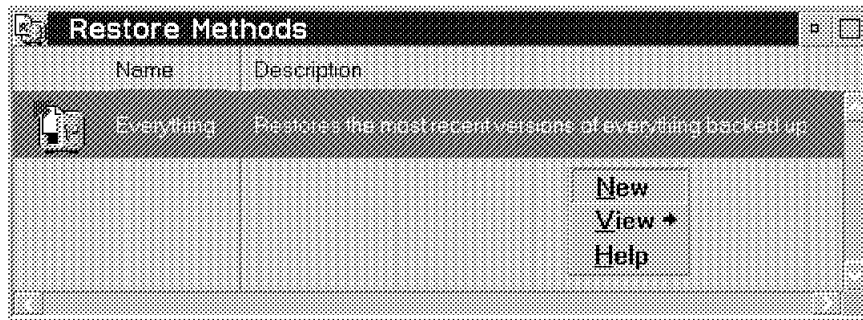 Restore Methods
Name Description
Everything Restores the most recent versions of everything backed up
New
View
Help